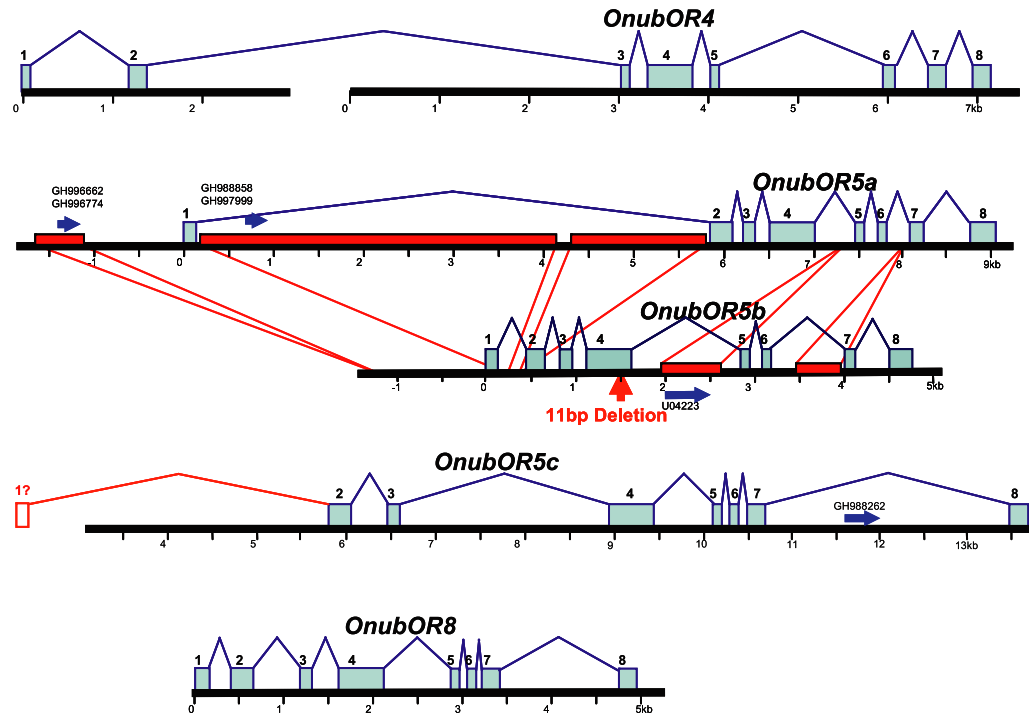 OnubOR4
1 2 3 4 5 6 7 8
0 1 2 0 1 2 3 4 5 6 7kb
OnubOR5a
GH996662
GH996774
GH988858
GH997999
1 2 3 4 5 6 7 8
-1 0 1 2 3 4 5 6 7 8 9kb
OnubOR5b
1 2 3 4 5 6 7 8
-1 0 1 2 3 4 5kb
U04223
11bp Deletion
OnubOR5c
1? 2 3 4 5 6 7 8
GH988262
4 5 6 7 8 9 10 11 12 13kb
OnubOR8
1 2 3 4 5 6 7 8
0 1 2 3 4 5kb